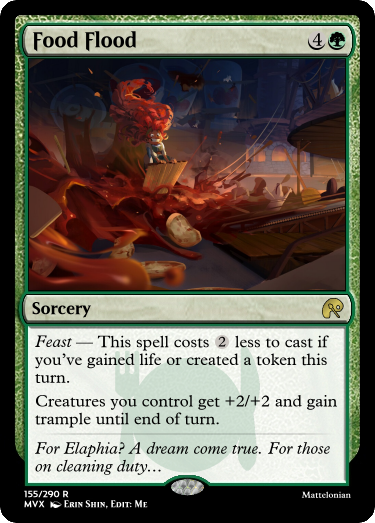 Food Flood
4
Sorcery
Feast — This spell costs 2 less to cast if
you've gained life or created a token this
turn.
Creatures you control get +2/+2 and gain
trample until end of turn.
For Elaphia? A dream come true. For those
on cleaning duty…
155/290 R
MVX Erin Shin, Edit: Me
Mattelonian